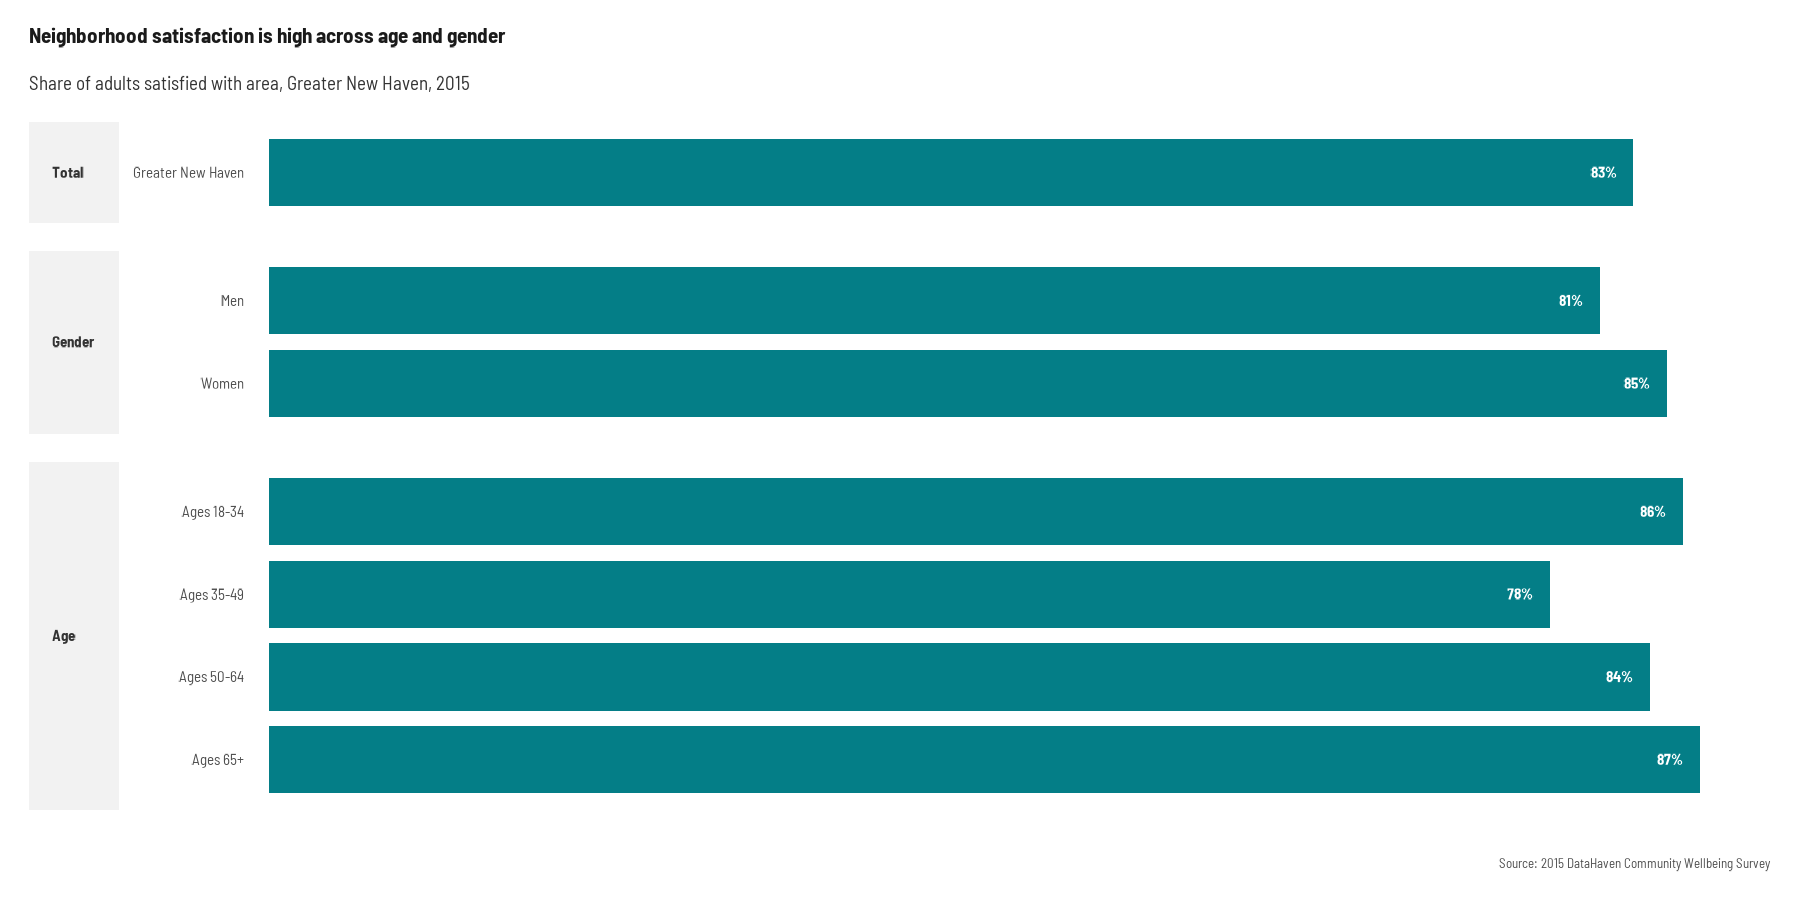 Neighborhood satisfaction is high across age and gender
Share of adults satisfied with area, Greater New Haven, 2015
Total
Greater New Haven
83%
Gender
Men
81%
Women
85%
Age
Ages 18-34
86%
Ages 35-49
78%
Ages 50-64
84%
Ages 65+
87%
Source: 2015 DataHaven Community Wellbeing Survey